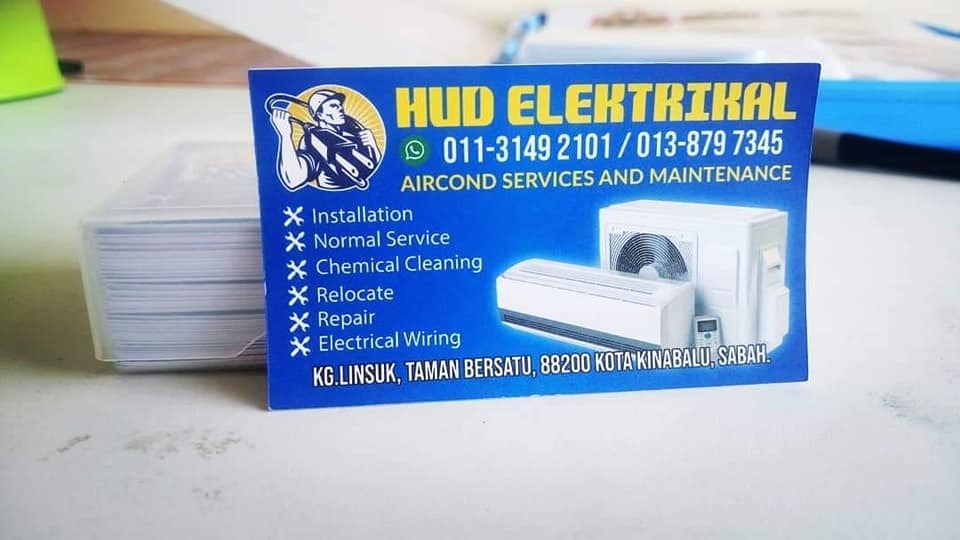 HUD ELEKTRIKAL
011-3149 2101 / 013-879 7345
AIRCOND SERVICES AND MAINTENANCE
Installation
Normal Service
Chemical Cleaning
Relocate
Repair
Electrical Wiring
KG.LINSUK, TAMAN BERSATU, 88200 KOTA KINABALU, SABAH.